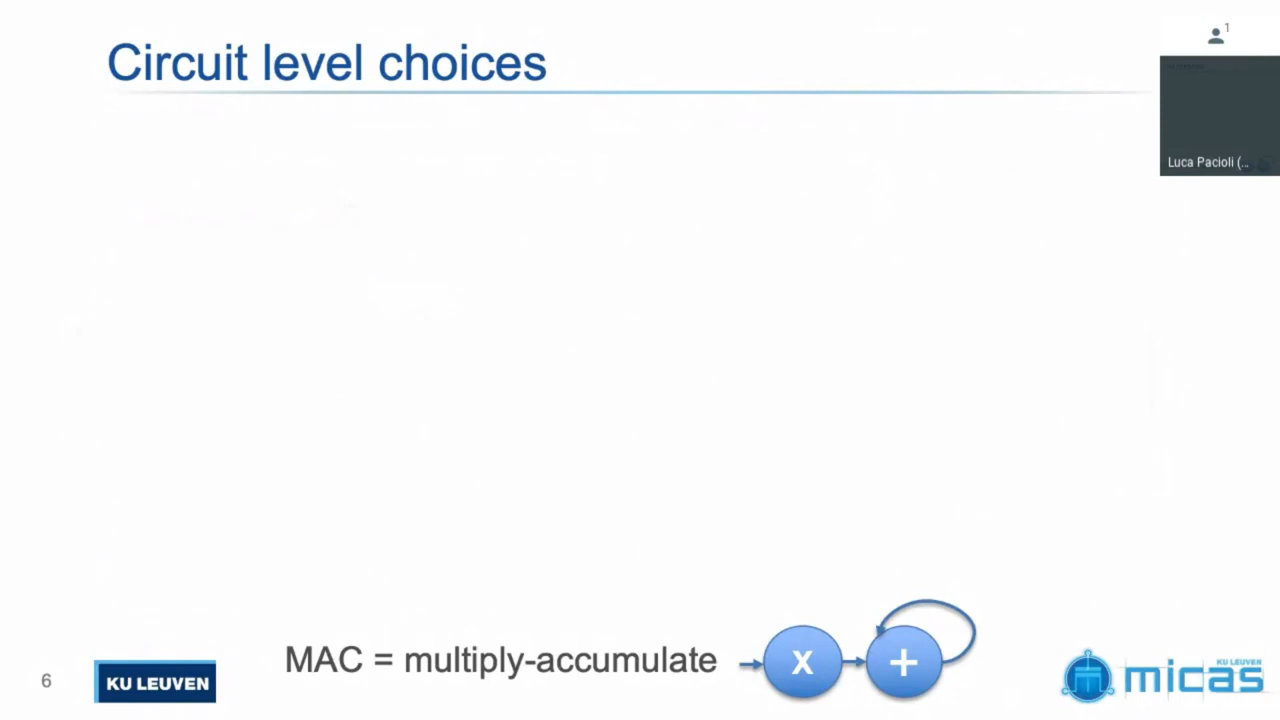 Circuit level choices
1
Luca Pacioli (...
MAC = multiply-accumulate
x
+
6
KU LEUVEN
KU LEUVEN
micas